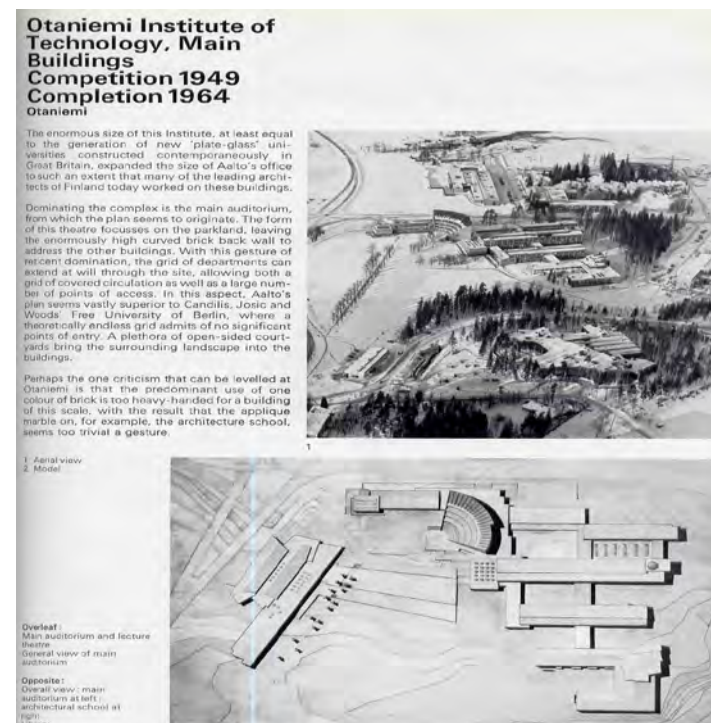 Otaniemi Institute of
Technology, Main
Buildings
Competition 1949
Completion 1964
Otaniemi
The enormous size of this Institute, at least equal
to the generation of new 'plate-glass' uni-
versities constructed contemporaneously in
Great Britain, expanded the size of Aalto's office
to such an extent that many of the leading archi-
tects of Finland today worked on these buildings.
Dominating the complex is the main auditorium,
from which the plan seems to originate. The form
of this theatre focusses on the parkland, leaving
the enormously high curved brick back wall to
address the other buildings. With this gesture of
reticent domination, the grid of departments can
extend at will through the site, allowing both a
grid of covered circulation as well as a large num-
ber of points of access. In this aspect, Aalto's
plan seems vastly superior to Candilis, Josic and
Woods' Free University of Berlin, where a
theoretically endless grid admits of no significant
points of entry. A plethora of open-sided court-
yards bring the surrounding landscape into the
buildings.
Perhaps the one criticism that can be levelled at
Otaniemi is that the predominant use of one
colour of brick is too heavy-handed for a building
of this scale, with the result that the applique
marble on, for example, the architecture school,
seems too trivial a gesture.
1
1 Aerial view
2 Model
Overleaf:
Main auditorium and lecture
theatre
General view of main
auditorium
Opposite:
Overall view: main
auditorium at left:
architectural school at
right